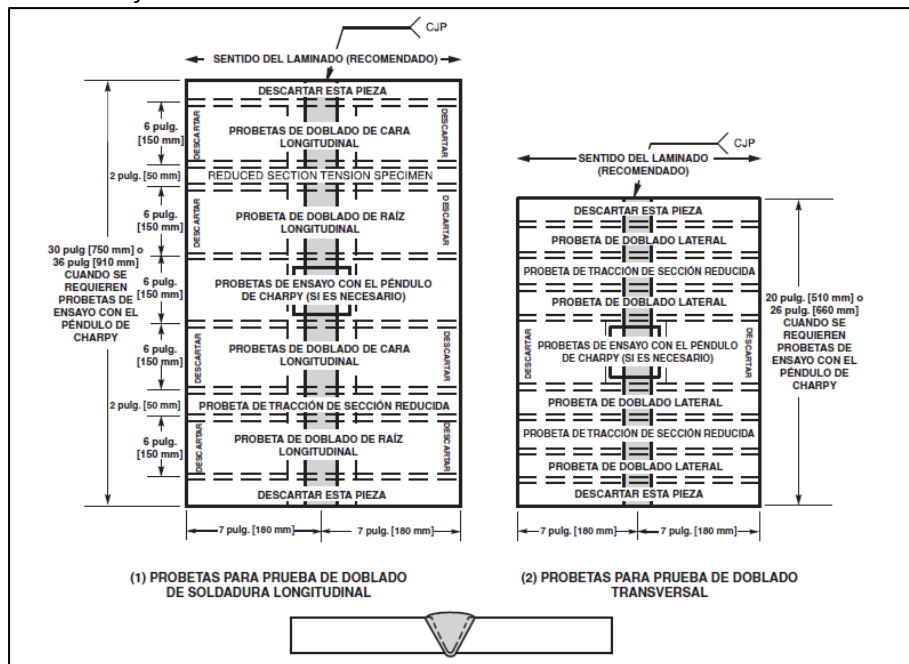 CJP
SENTIDO DEL LAMINADO (RECOMENDADO)
DESCARTAR ESTA PIEZA
6 pulg.
[150 mm]
DESCARTAR
PROBETAS DE DOBLADO DE CARA
LONGITUDINAL
DESCARTAR
2 pulg. [50 mm]
REDUCED SECTION TENSION SPECIMEN
6 pulg.
[150 mm]
DESCARTAR
PROBETA DE DOBLADO DE RAÍZ
LONGITUDINAL
DESCARTAR
30 pulg [750 mm] o
36 pulg [910 mm]
CUANDO SE
REQUIEREN
PROBETAS DE
ENSAYO CON EL
PÉNDULO DE
CHARPY
6 pulg.
[150 mm]
PROBETAS DE ENSAYO CON EL PÉNDULO
DE CHARPY (SI ES NECESARIO)
6 pulg.
[150 mm]
DESCARTAR
PROBETAS DE DOBLADO DE CARA
LONGITUDINAL
DESCARTAR
2 pulg. [50 mm]
PROBETA DE TRACCIÓN DE SECCIÓN REDUCIDA
6 pulg.
[150 mm]
DESCARTAR
PROBETA DE DOBLADO DE RAÍZ
LONGITUDINAL
DESCARTAR
DESCARTAR ESTA PIEZA
7 pulg. [180 mm]
7 pulg. [180 mm]
(1) PROBETAS PARA PRUEBA DE DOBLADO
DE SOLDADURA LONGITUDINAL
CJP
SENTIDO DEL LAMINADO
(RECOMENDADO)
DESCARTAR ESTA PIEZA
PROBETA DE DOBLADO LATERAL
PROBETA DE TRACCIÓN DE SECCIÓN REDUCIDA
PROBETA DE DOBLADO LATERAL
DESCARTAR
PROBETAS DE ENSAYO CON EL PÉNDULO
DE CHARPY (SI ES NECESARIO)
DESCARTAR
PROBETA DE DOBLADO LATERAL
PROBETA DE TRACCIÓN DE SECCIÓN REDUCIDA
PROBETA DE DOBLADO LATERAL
DESCARTAR ESTA PIEZA
20 pulg. [510 mm] o
26 pulg. [660 mm]
CUANDO SE
REQUIEREN
PROBETAS DE
ENSAYO CON EL
PÉNDULO DE
CHARPY
7 pulg. [180 mm]
7 pulg. [180 mm]
(2) PROBETAS PARA PRUEBA DE DOBLADO
TRANSVERSAL